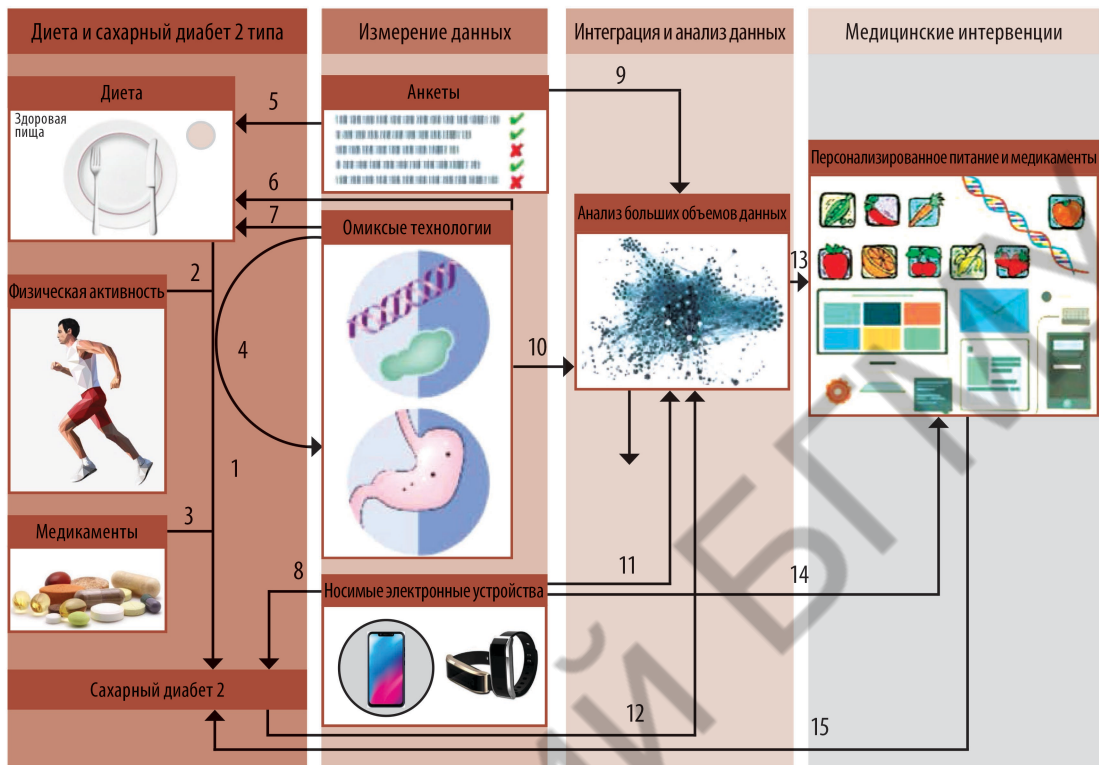 Диета и сахарный диабет 2 типа
Измерение данных
Интеграция и анализ данных
Медицинские интервенции
Диета
Здоровая
пища
5
Анкеты
9
6
7
Омиксые технологии
Анализ больших объемов данных
Персонализированное питание и медикаменты
13
2
Физическая активность
4
10
1
3
Медикаменты
8
Носимые электронные устройства
11
14
Сахарный диабет 2
12
15
ИЙ БГМУ